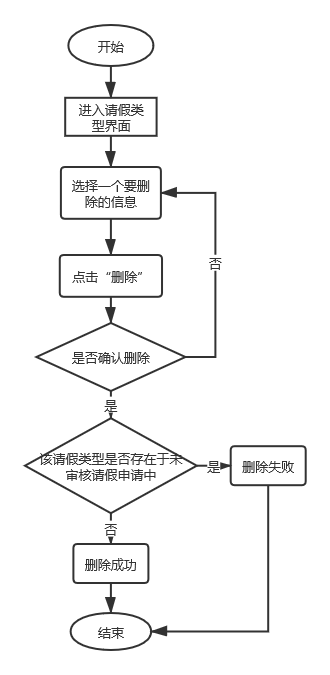 开始
进入请假类
型界面
选择一个要删
除的信息
点击“删除”
否
是否确认删除
是
该请假类型是否存在于未
审核请假申请中
是
删除失败
否
删除成功
结束